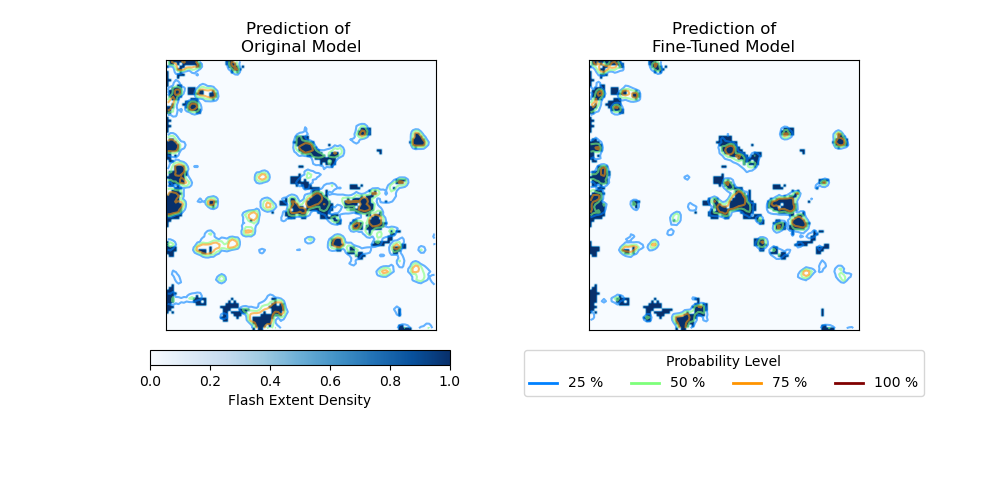 Prediction of
Original Model
Prediction of
Fine-Tuned Model
0.0 0.2 0.4 0.6 0.8 1.0
Flash Extent Density
Probability Level
25 % 50 % 75 % 100 %